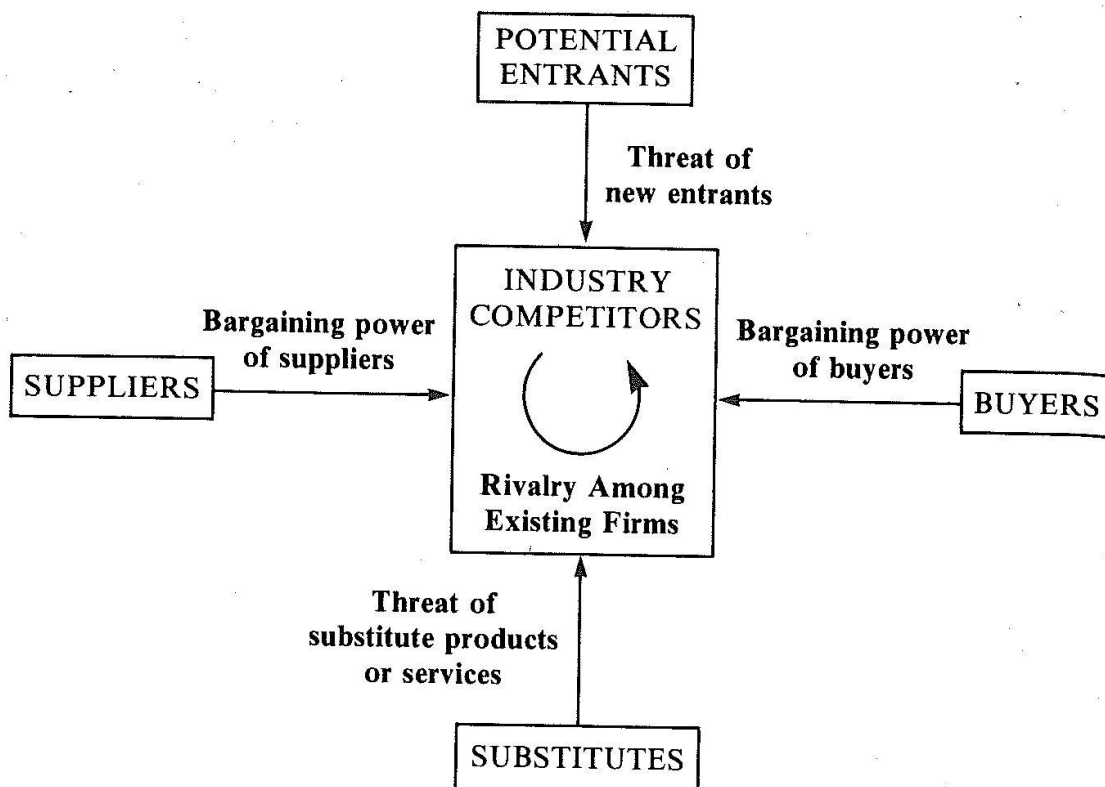 POTENTIAL
ENTRANTS
Threat of
new entrants
INDUSTRY
COMPETITORS
Bargaining power
of suppliers
Bargaining power
of buyers
SUPPLIERS
BUYERS
Rivalry Among
Existing Firms
Threat of
substitute products
or services
SUBSTITUTES